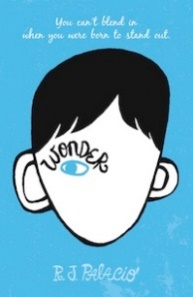 You can't blend in
when you were born to stand out.
WONDER
R. J. PALACIO